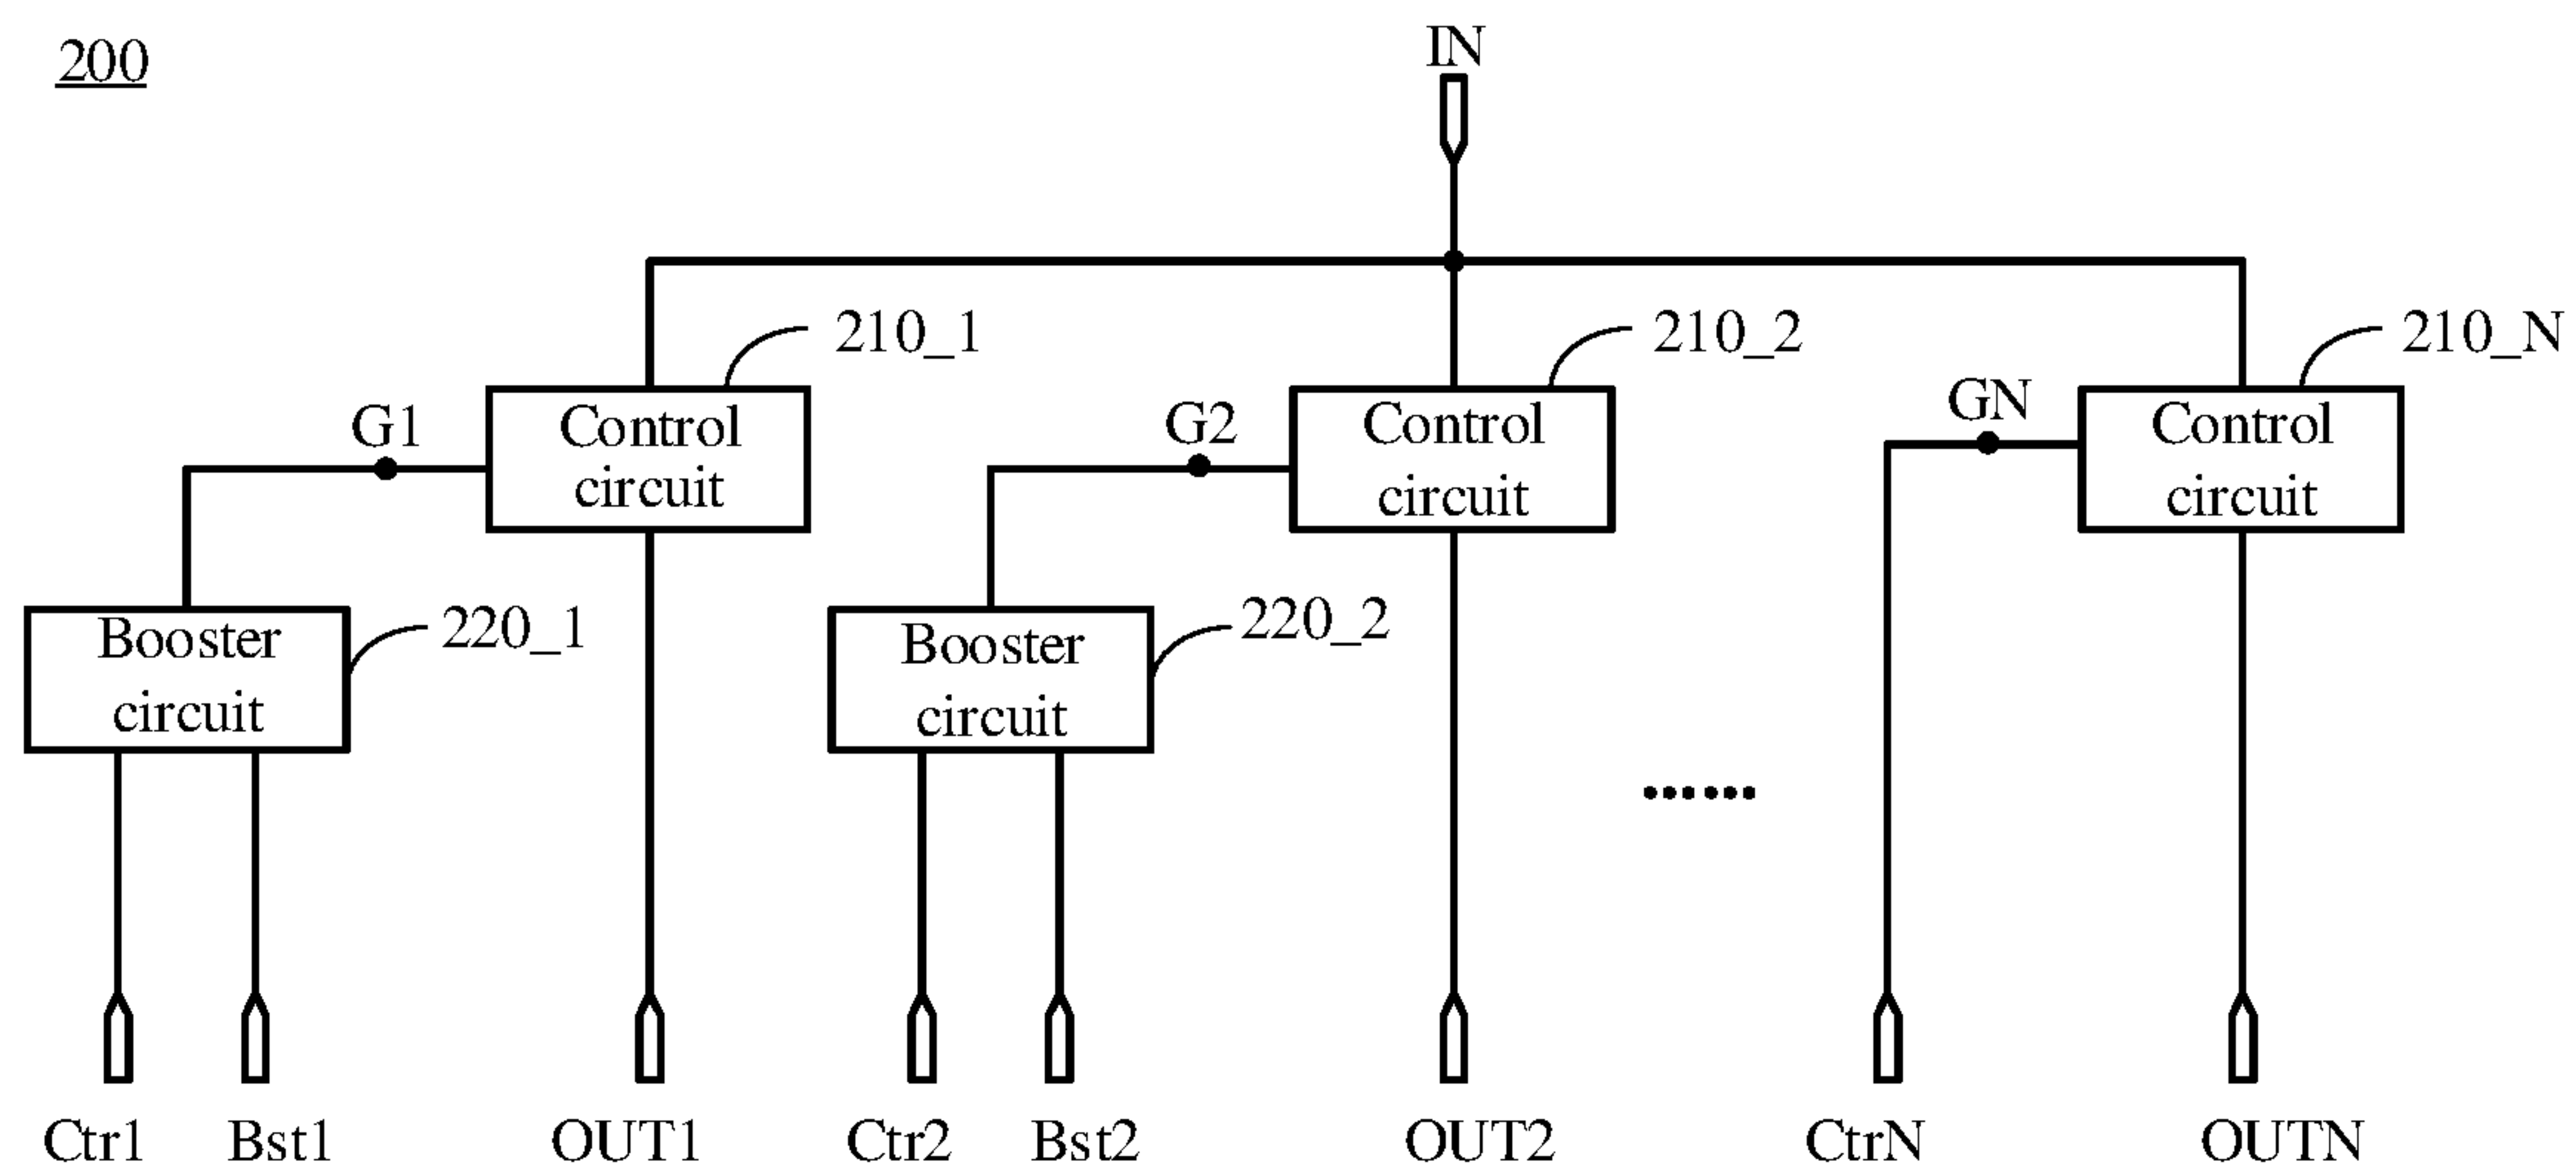 200
IN
210_1
210_2
210_N
G1
Control
circuit
G2
Control
circuit
GN
Control
circuit
Booster
circuit
220_1
Booster
circuit
220_2
......
Ctr1
Bst1
OUT1
Ctr2
Bst2
OUT2
CtrN
OUTN